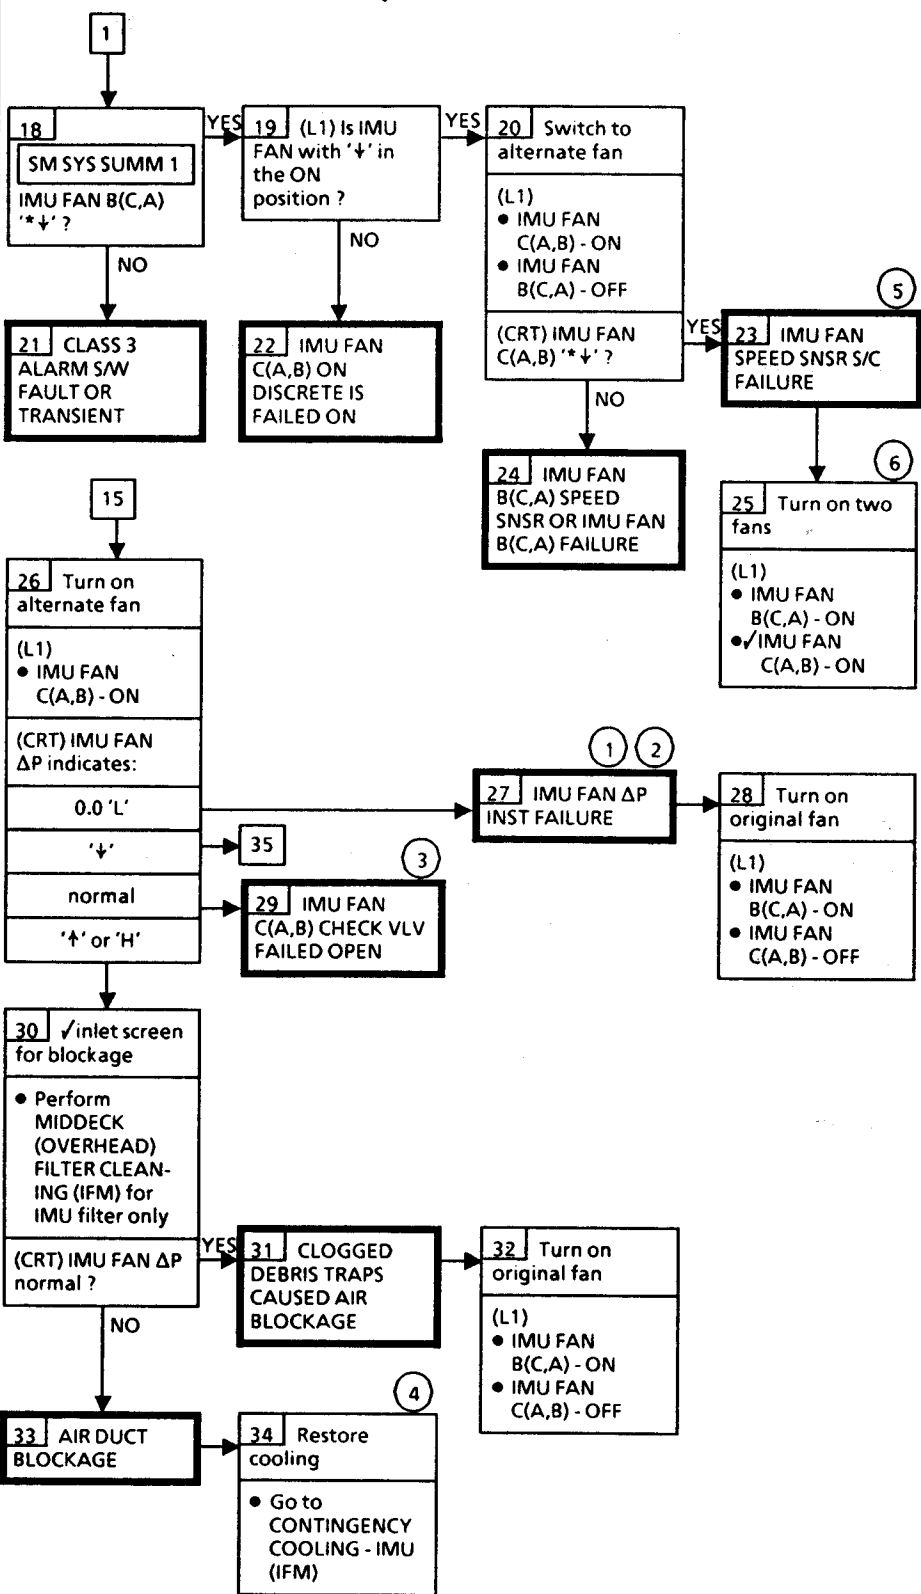 1
18
SM SYS SUMM 1
IMU FAN B(C,A)
'*↓' ?
YES
NO
19 (L1) Is IMU
FAN with '↓' in
the ON
position ?
YES
NO
20 Switch to
alternate fan
(L1)
● IMU FAN
C(A,B) - ON
● IMU FAN
B(C,A) - OFF
(CRT) IMU FAN
C(A,B) '*↓' ?
YES
NO
21 CLASS 3
ALARM S/W
FAULT OR
TRANSIENT
22 IMU FAN
C(A,B) ON
DISCRETE IS
FAILED ON
5
23 IMU FAN
SPEED SNSR S/C
FAILURE
24 IMU FAN
B(C,A) SPEED
SNSR OR IMU FAN
B(C,A) FAILURE
6
25 Turn on two
fans
(L1)
● IMU FAN
B(C,A) - ON
●√IMU FAN
C(A,B) - ON
15
26 Turn on
alternate fan
(L1)
● IMU FAN
C(A,B) - ON
(CRT) IMU FAN
ΔP indicates:
0.0 'L'
'↓'
normal
'↑' or 'H'
1 2
27 IMU FAN ΔP
INST FAILURE
28 Turn on
original fan
(L1)
● IMU FAN
B(C,A) - ON
● IMU FAN
C(A,B) - OFF
35
3
29 IMU FAN
C(A,B) CHECK VLV
FAILED OPEN
30 √inlet screen
for blockage
● Perform
MIDDECK
(OVERHEAD)
FILTER CLEAN-
ING (IFM) for
IMU filter only
(CRT) IMU FAN ΔP
normal ?
YES
NO
31 CLOGGED
DEBRIS TRAPS
CAUSED AIR
BLOCKAGE
32 Turn on
original fan
(L1)
● IMU FAN
B(C,A) - ON
● IMU FAN
C(A,B) - OFF
33 AIR DUCT
BLOCKAGE
4
34 Restore
cooling
● Go to
CONTINGENCY
COOLING - IMU
(IFM)